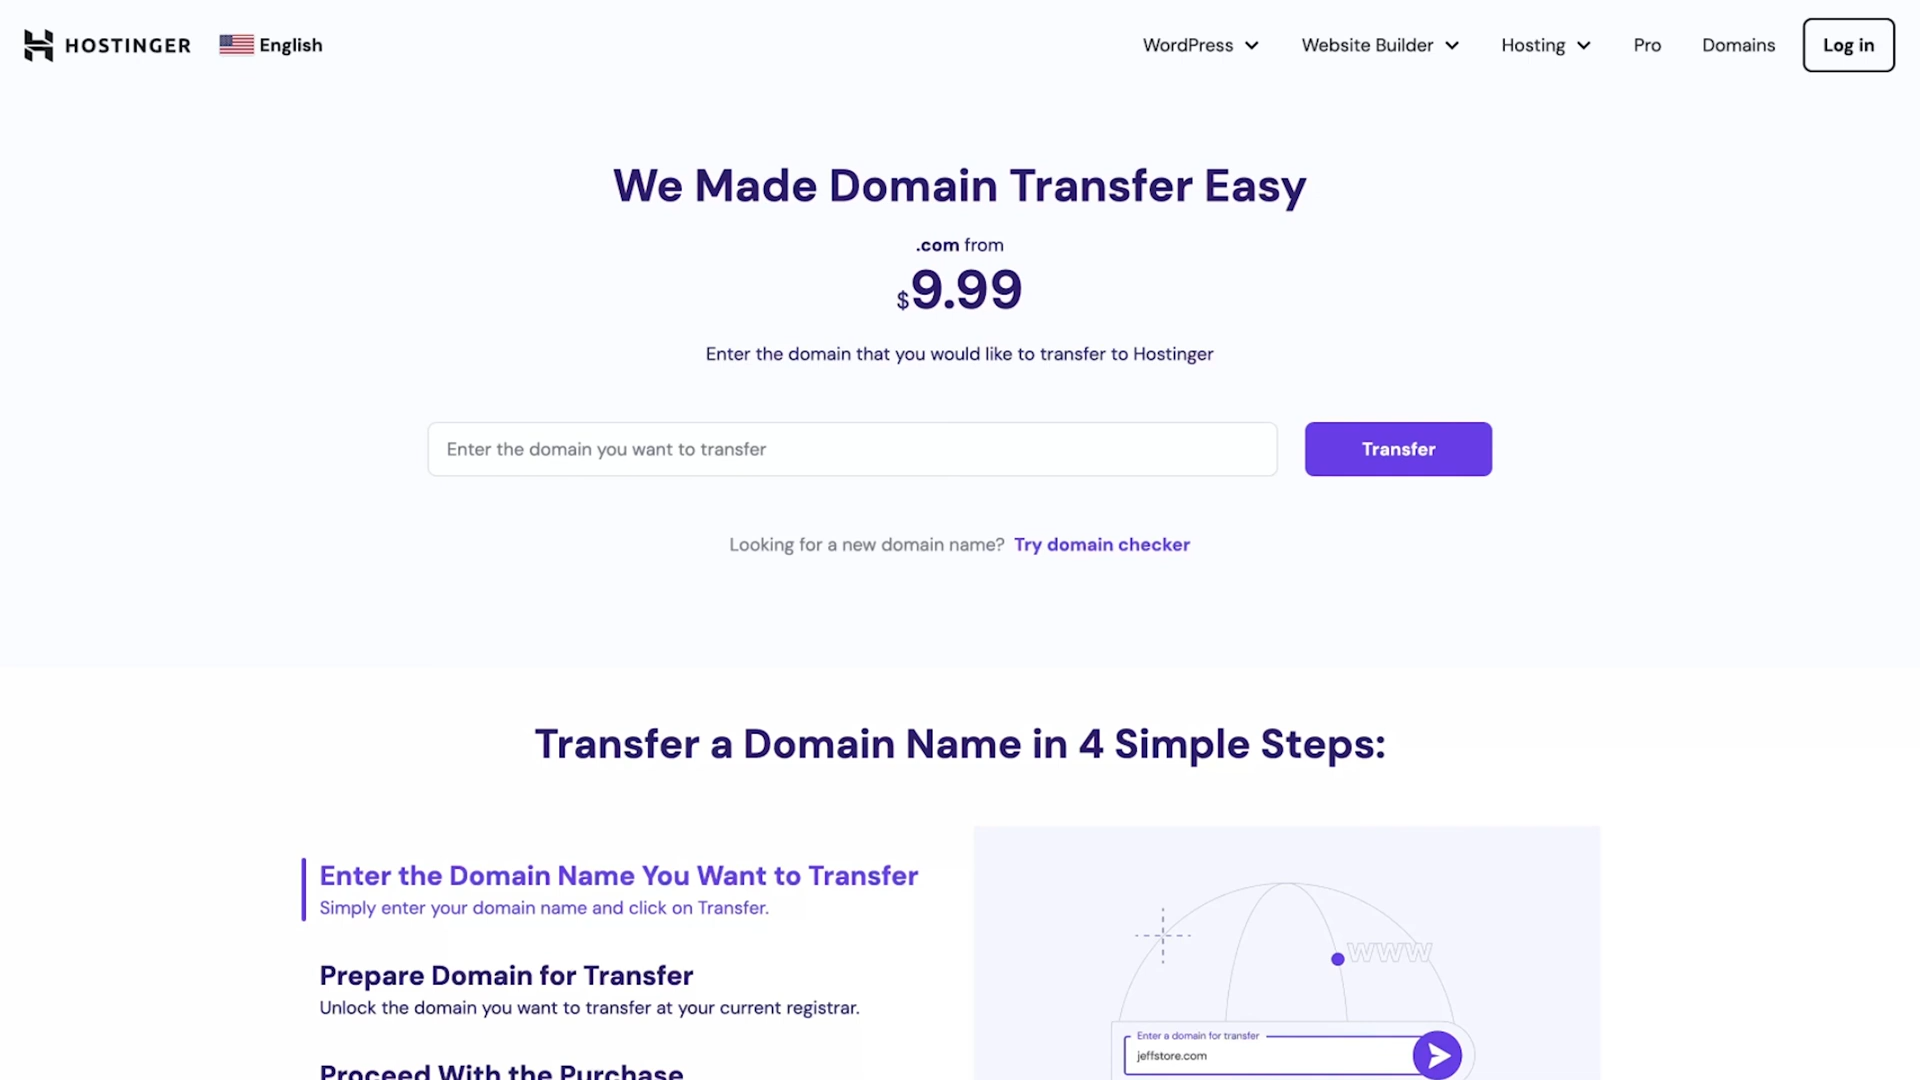 HOSTINGER English WordPress Website Builder Hosting Pro Domains Log in
We Made Domain Transfer Easy
.com from
$9.99
Enter the domain that you would like to transfer to Hostinger
Enter the domain you want to transfer Transfer
Looking for a new domain name? Try domain checker
Transfer a Domain Name in 4 Simple Steps:
Enter the Domain Name You Want to Transfer
Simply enter your domain name and click on Transfer.
Prepare Domain for Transfer
Unlock the domain you want to transfer at your current registrar.
Proceed With the Purchase
www
Enter a domain for transfer
jeffstore.com